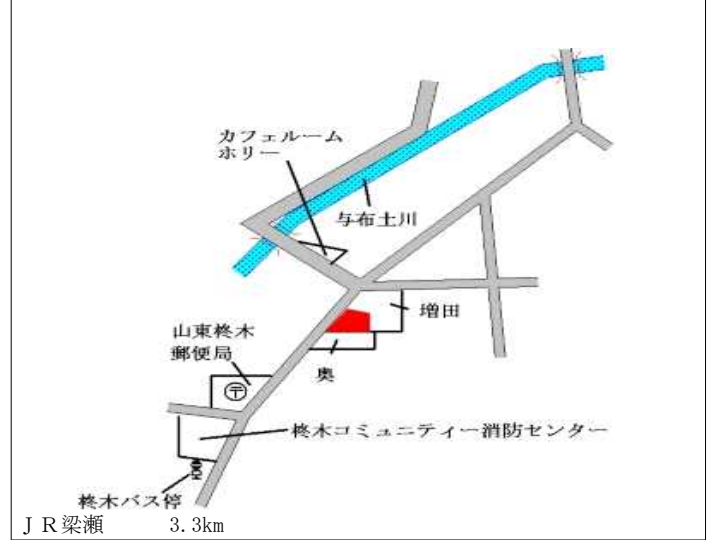 カフェルーム
ホリー
与布土川
増田
山東柊木
郵便局
奥
〒
柊木コミュニティー消防センター
柊木バス停
ＪＲ梁瀬　3.3km